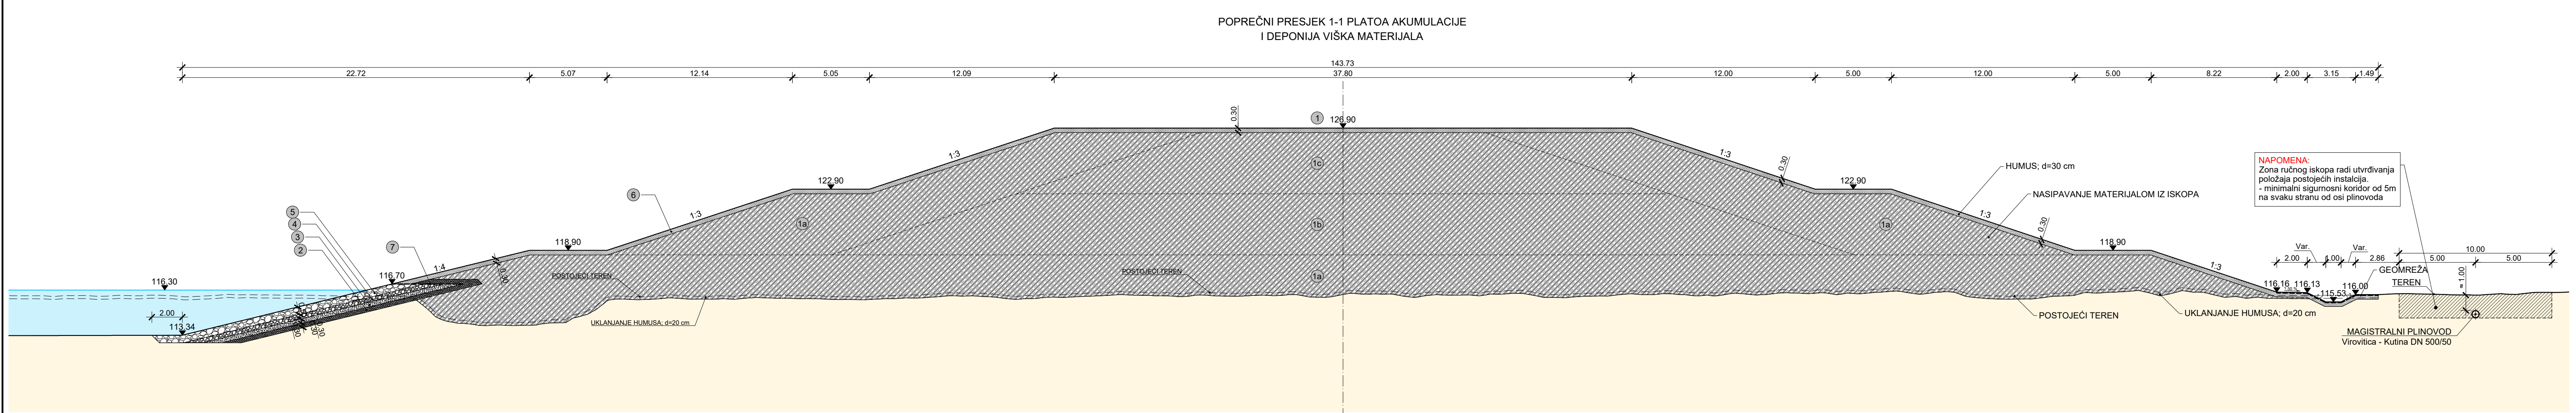 POPREČNI PRESJEK 1-1 PLATOA AKUMULACIJE
I DEPONIJA VIŠKA MATERIJALA
143.73
22.72 5.07 12.14 5.05 12.09 37.80 12.00 5.00 12.00 5.00 8.22 2.00 3.15 1.49
0.30
1
126.90
1:3
1:3
0.30
1c
HUMUS; d=30 cm
NAPOMENA:
Zona ručnog iskopa radi utvrđivanja
položaja postojećih instalcija.
- minimalni sigurnosni koridor od 5m
na svaku stranu od osi plinovoda
122.90
122.90
6
NASIPAVANJE MATERIJALOM IZ ISKOPA
5
4
3
2
1:3
1:3
1a
1b
1a
0.30
7
118.90
118.90
Var.
Var.
10.00
1:4
0.30
2.00 1.00 2.86 5.00 5.00
1:3
116.70
POSTOJEĆI TEREN
POSTOJEĆI TEREN
1a
GEOMREŽA
TEREN
≈ 1.00
116.30
116.16 116.13
115.53
116.00
2.00
113.34
UKLANJANJE HUMUSA; d=20 cm
POSTOJEĆI TEREN
UKLANJANJE HUMUSA; d=20 cm
MAGISTRALNI PLINOVOD
Virovitica - Kutina DN 500/50